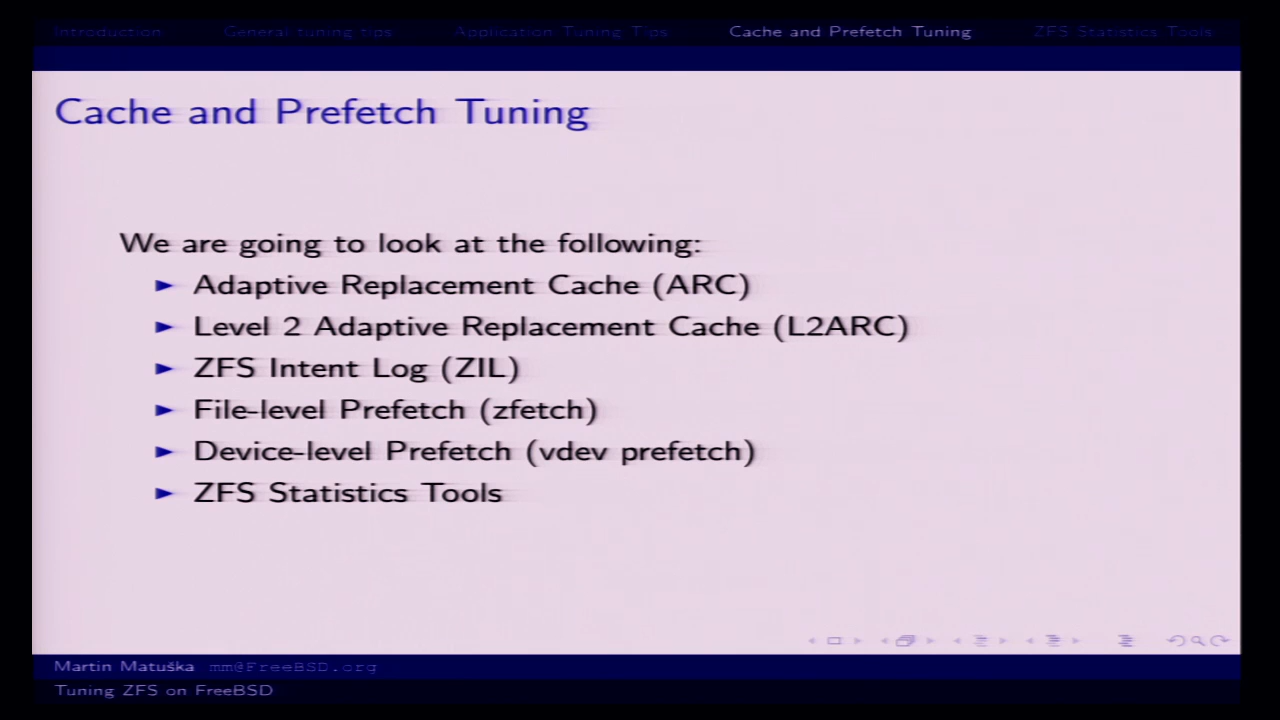 Introduction General tuning tips Application Tuning Tips Cache and Prefetch Tuning ZFS Statistics Tools
Cache and Prefetch Tuning
We are going to look at the following:
Adaptive Replacement Cache (ARC)
Level 2 Adaptive Replacement Cache (L2ARC)
ZFS Intent Log (ZIL)
File-level Prefetch (zfetch)
Device-level Prefetch (vdev prefetch)
ZFS Statistics Tools
Martin Matuška mm@FreeBSD.org
Tuning ZFS on FreeBSD